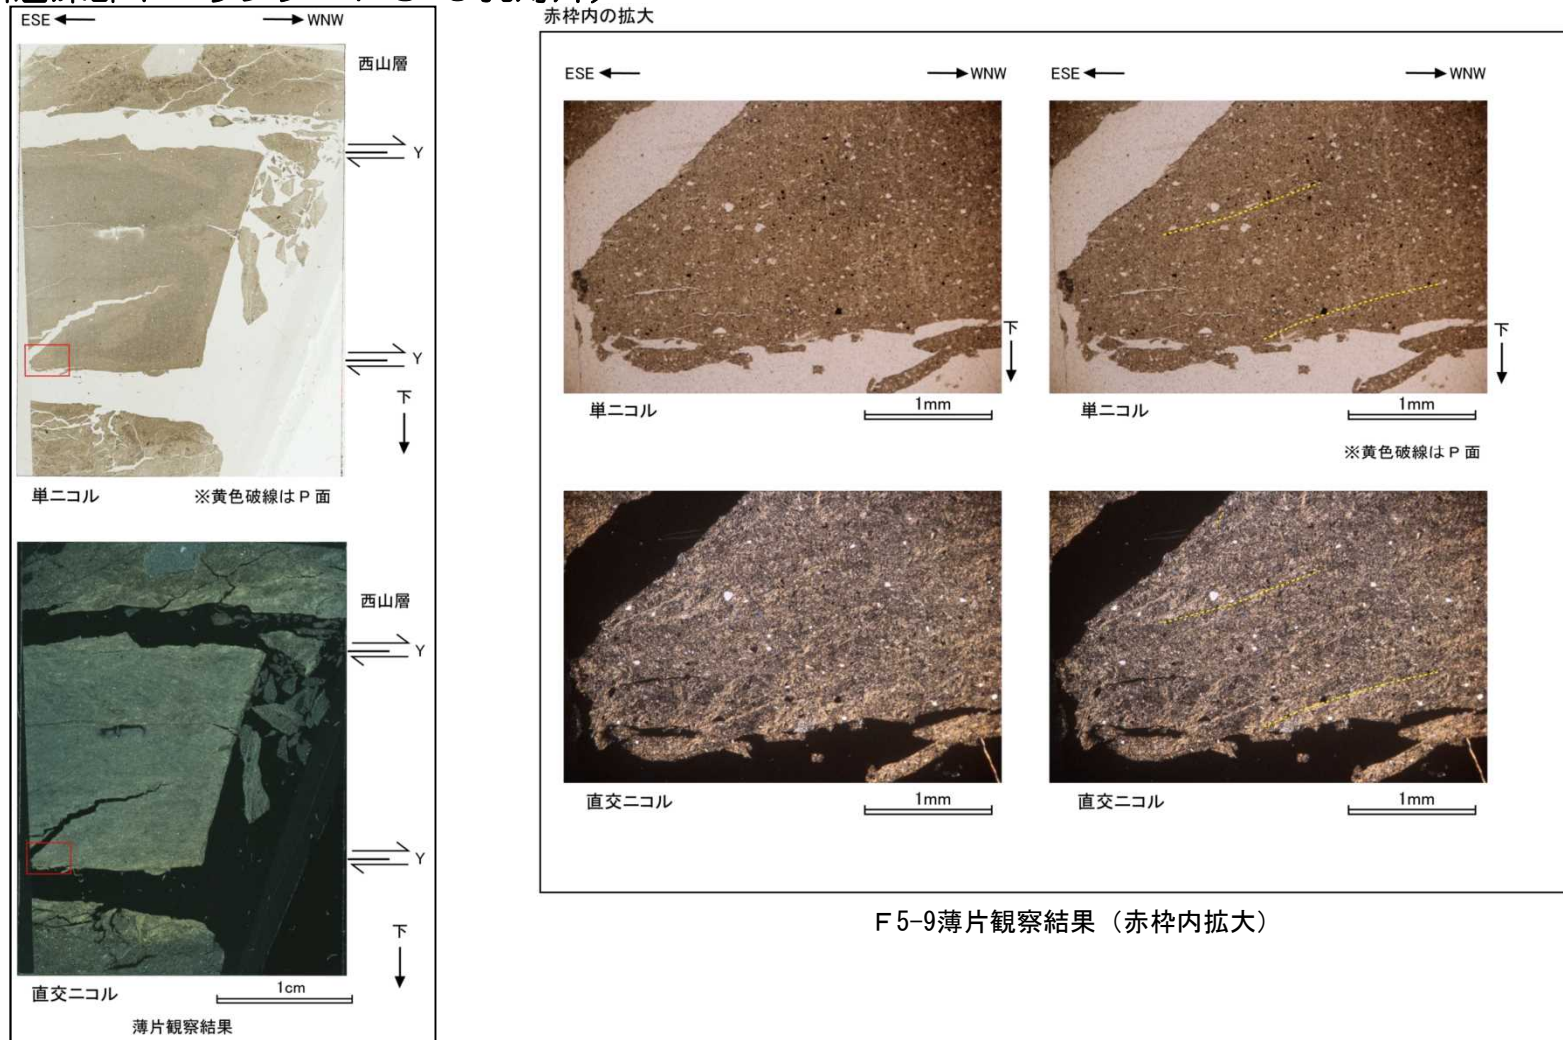 赤枠内の拡大
ESE
WNW
西山層
Y
Y
下
単ニコル
※黄色破線はP面
西山層
Y
Y
下
直交ニコル
1cm
薄片観察結果
ESE
WNW
ESE
WNW
下
下
単ニコル
1mm
単ニコル
1mm
※黄色破線はP面
直交ニコル
1mm
直交ニコル
1mm
F5-9薄片観察結果(赤枠内拡大)